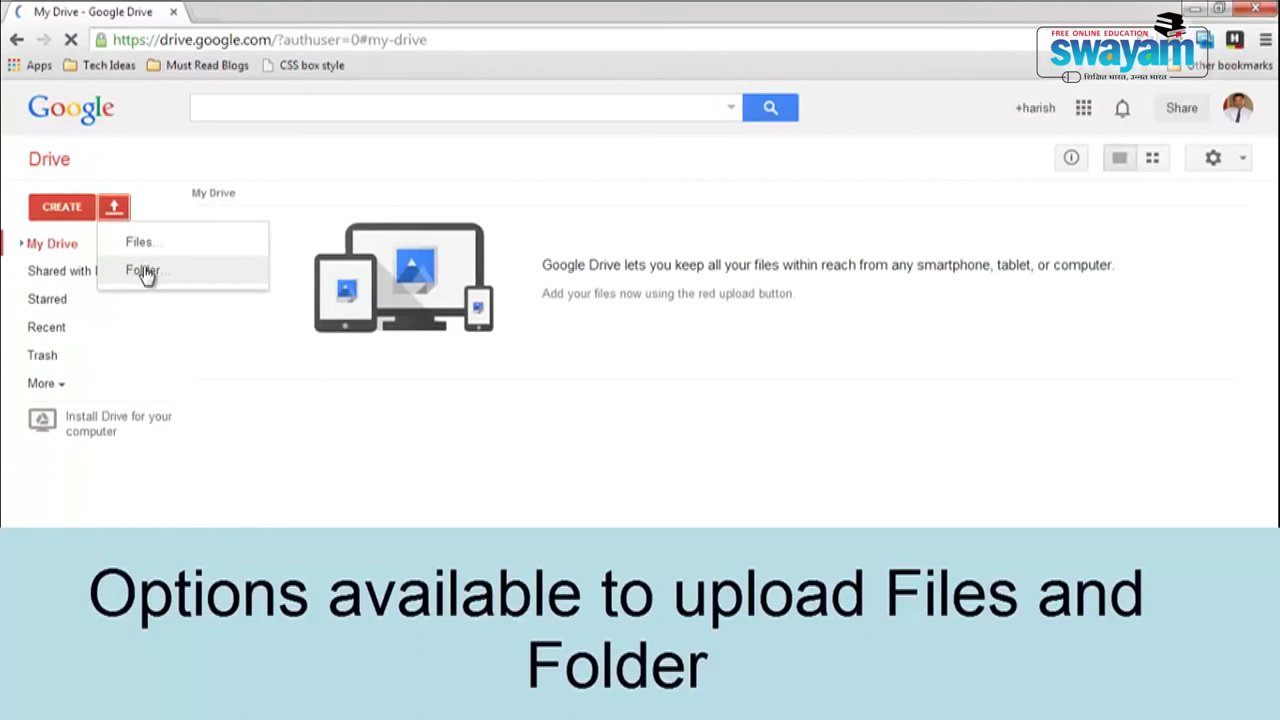 My Drive - Google Drive
https://drive.google.com/?authuser=0#my-drive
FREE ONLINE EDUCATION
swayam
शिक्षित भारत, उन्नत भारत
Apps
Tech Ideas
Must Read Blogs
CSS box style
Other bookmarks
Google
+harish
Share
Drive
CREATE
My Drive
Files...
My Drive
Shared with
Folder...
Starred
Recent
Trash
More
Install Drive for your
computer
Google Drive lets you keep all your files within reach from any smartphone, tablet, or computer.
Add your files now using the red upload button.
Options available to upload Files and
Folder